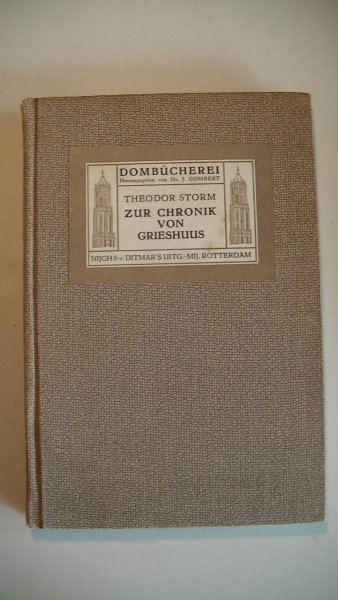 DOMBÜCHEREI
Herausgegeben von Dr. J. GOMBERT
THEODOR STORM
ZUR CHRONIK
VON
GRIESHUUS
NIJGH & v. DITMAR'S UITG.-MIJ. ROTTERDAM